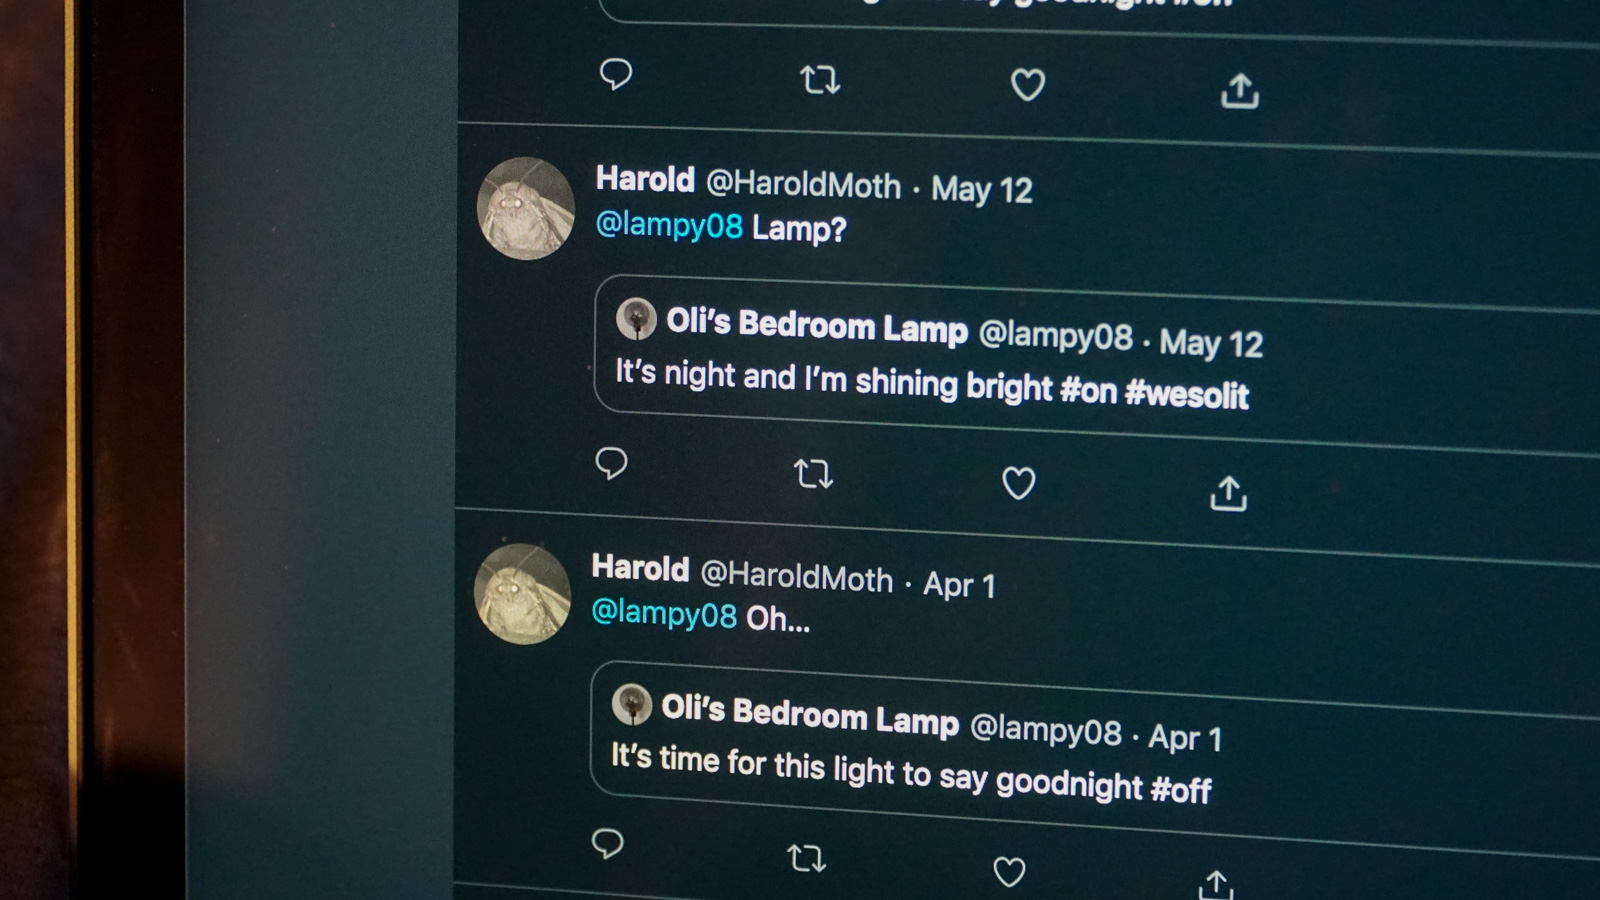 goodnight #off
Harold @HaroldMoth · May 12
@lampy08 Lamp?
Oli's Bedroom Lamp @lampy08 · May 12
It's night and I'm shining bright #on #wesolit
Harold @HaroldMoth · Apr 1
@lampy08 Oh...
Oli's Bedroom Lamp @lampy08 · Apr 1
It's time for this light to say goodnight #off